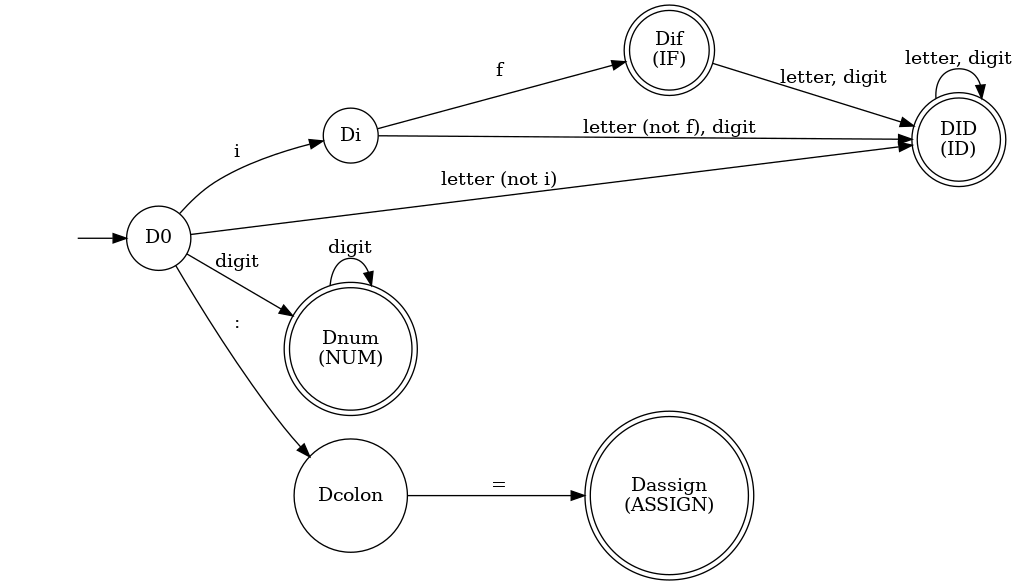 Dif
(IF)
letter, digit
f
letter, digit
DID
(ID)
Di
letter (not f), digit
i
letter (not i)
D0
digit
digit
:
Dnum
(NUM)
Dcolon
=
Dassign
(ASSIGN)